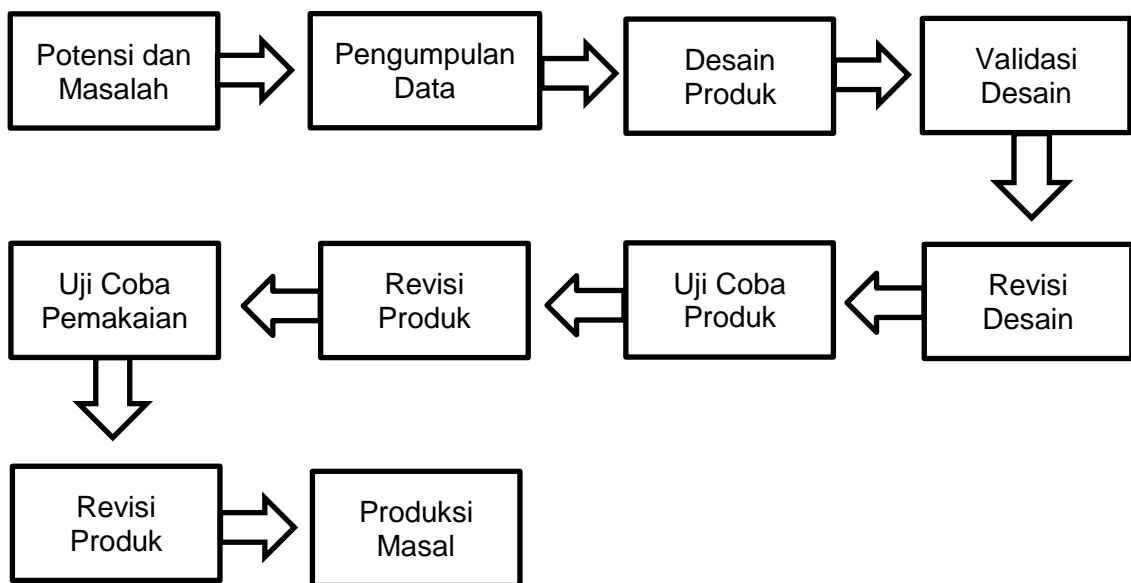 Potensi dan
Masalah
Pengumpulan
Data
Desain
Produk
Validasi
Desain
Revisi
Desain
Uji Coba
Produk
Revisi
Produk
Uji Coba
Pemakaian
Revisi
Produk
Produksi
Masal